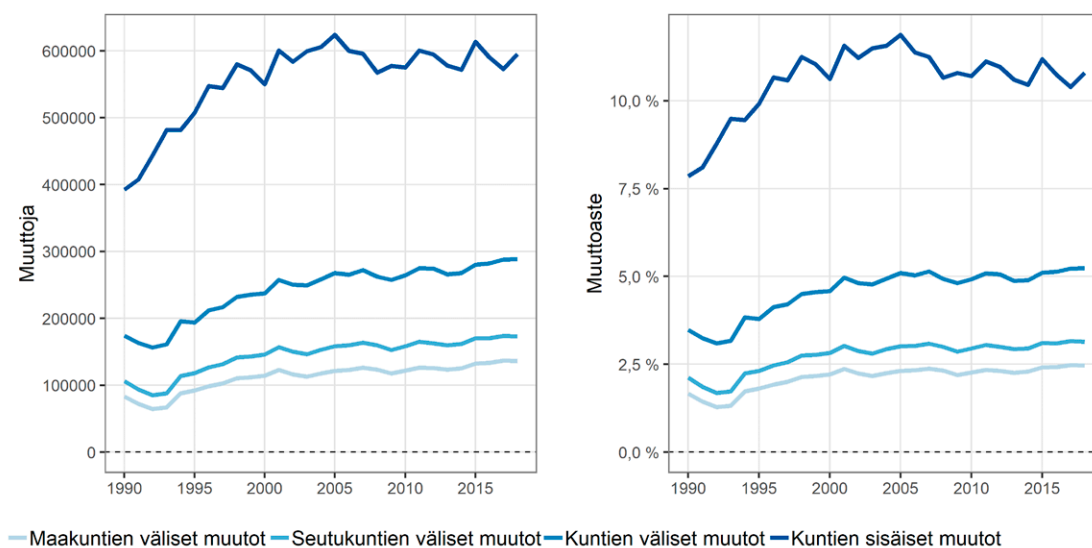 Muuttoja
600000
500000
400000
300000
200000
100000
0
1990 1995 2000 2005 2010 2015
Muuttoaste
10,0 %
7,5 %
5,0 %
2,5 %
0,0 %
1990 1995 2000 2005 2010 2015
Maakuntien väliset muutot Seutukuntien väliset muutot Kuntien väliset muutot Kuntien sisäiset muutot